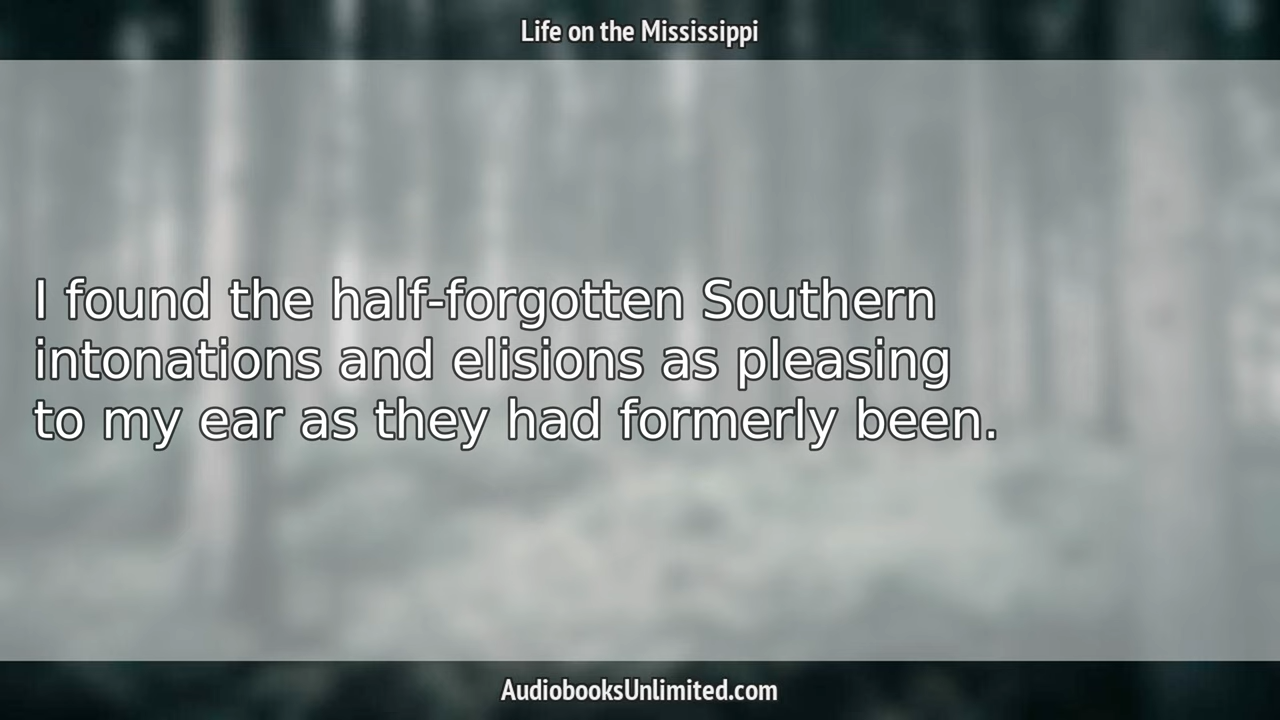 Life on the Mississippi
I found the half-forgotten Southern
intonations and elisions as pleasing
to my ear as they had formerly been.
AudiobooksUnlimited.com